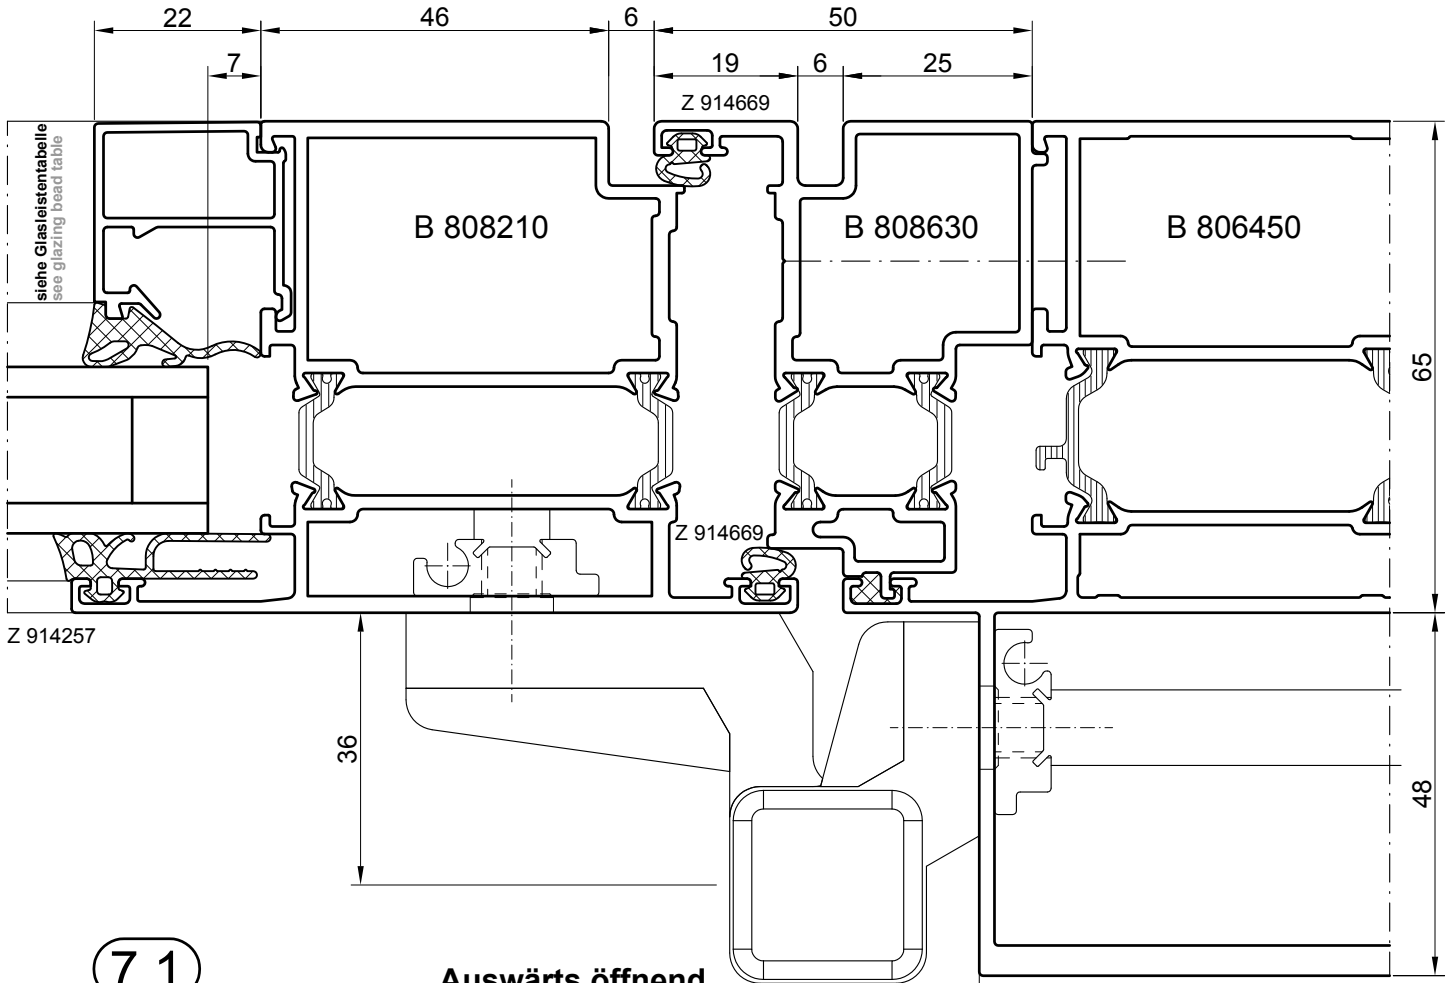 22 46 6 50
7 19 6 25
Z 914669
siehe Glasleistentabelle
see glazing bead table
B 808210 B 808630 B 806450
65
Z 914669
Z 914257
36
48
7.1
Auswärts öffnend